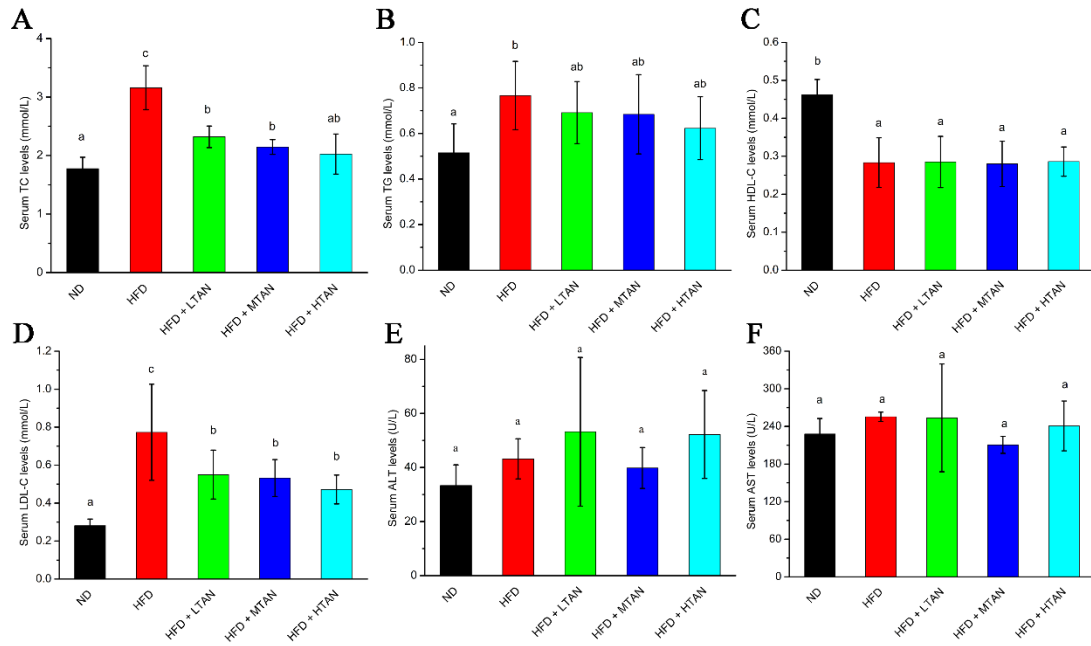 A
Serum TC levels (mmol/L)
4
3
2
1
0
a
c
b
b
ab
ND
HFD
HFD + LTAN
HFD + MTAN
HFD + HTAN
B
Serum TG levels (mmol/L)
1.0
0.8
0.6
0.4
0.2
0.0
a
b
ab
ab
ab
ND
HFD
HFD + LTAN
HFD + MTAN
HFD + HTAN
C
Serum HDL-C levels (mmol/L)
0.6
0.5
0.4
0.3
0.2
0.1
0.0
b
a
a
a
a
ND
HFD
HFD + LTAN
HFD + MTAN
HFD + HTAN
D
Serum LDL-C levels (mmol/L)
1.2
1.0
0.8
0.6
0.4
0.2
0.0
a
c
b
b
b
ND
HFD
HFD + LTAN
HFD + MTAN
HFD + HTAN
E
Serum ALT levels (U/L)
80
60
40
20
0
a
a
a
a
a
ND
HFD
HFD + LTAN
HFD + MTAN
HFD + HTAN
F
Serum AST levels (U/L)
360
300
240
180
120
60
0
a
a
a
a
a
ND
HFD
HFD + LTAN
HFD + MTAN
HFD + HTAN